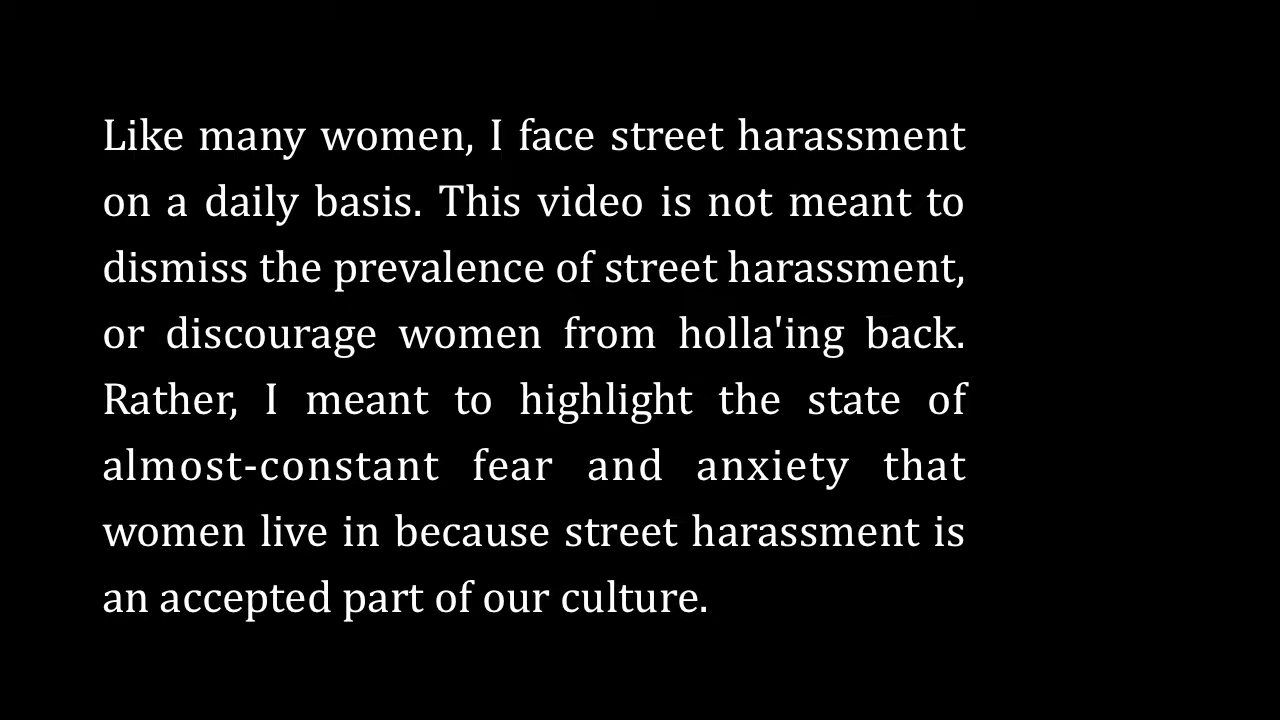 Like many women, I face street harassment
on a daily basis. This video is not meant to
dismiss the prevalence of street harassment,
or discourage women from holla'ing back.
Rather, I meant to highlight the state of
almost-constant fear and anxiety that
women live in because street harassment is
an accepted part of our culture.